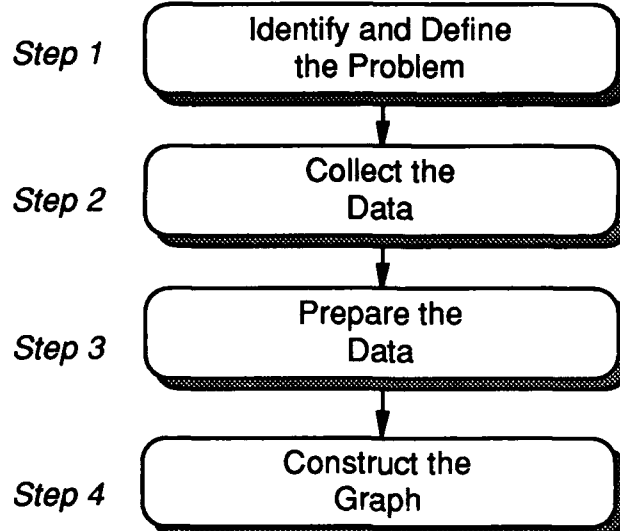 Step 1
Identify and Define
the Problem
Step 2
Collect the
Data
Step 3
Prepare the
Data
Step 4
Construct the
Graph